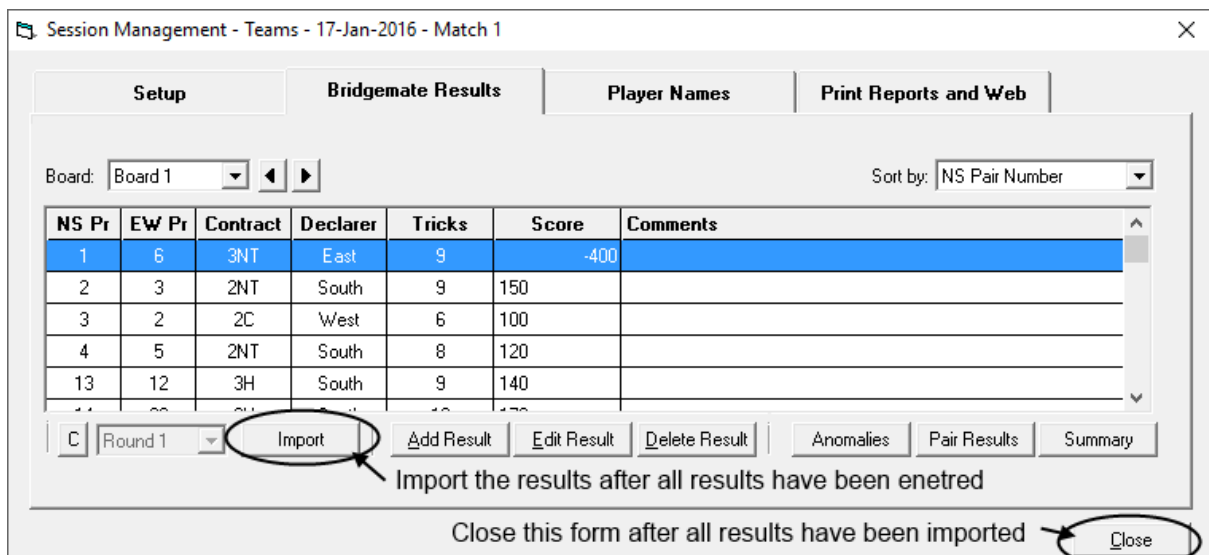 Session Management - Teams - 17-Jan-2016 - Match 1
Setup Bridgemate Results Player Names Print Reports and Web
Board: Board 1 Sort by: NS Pair Number
NS Pr EW Pr Contract Declarer Tricks Score Comments
1 6 3NT East 9 -400
2 3 2NT South 9 150
3 2 2C West 6 100
4 5 2NT South 8 120
13 12 3H South 9 140
C Round 1 Import Add Result Edit Result Delete Result Anomalies Pair Results Summary
Import the results after all results have been enetred
Close this form after all results have been imported Close